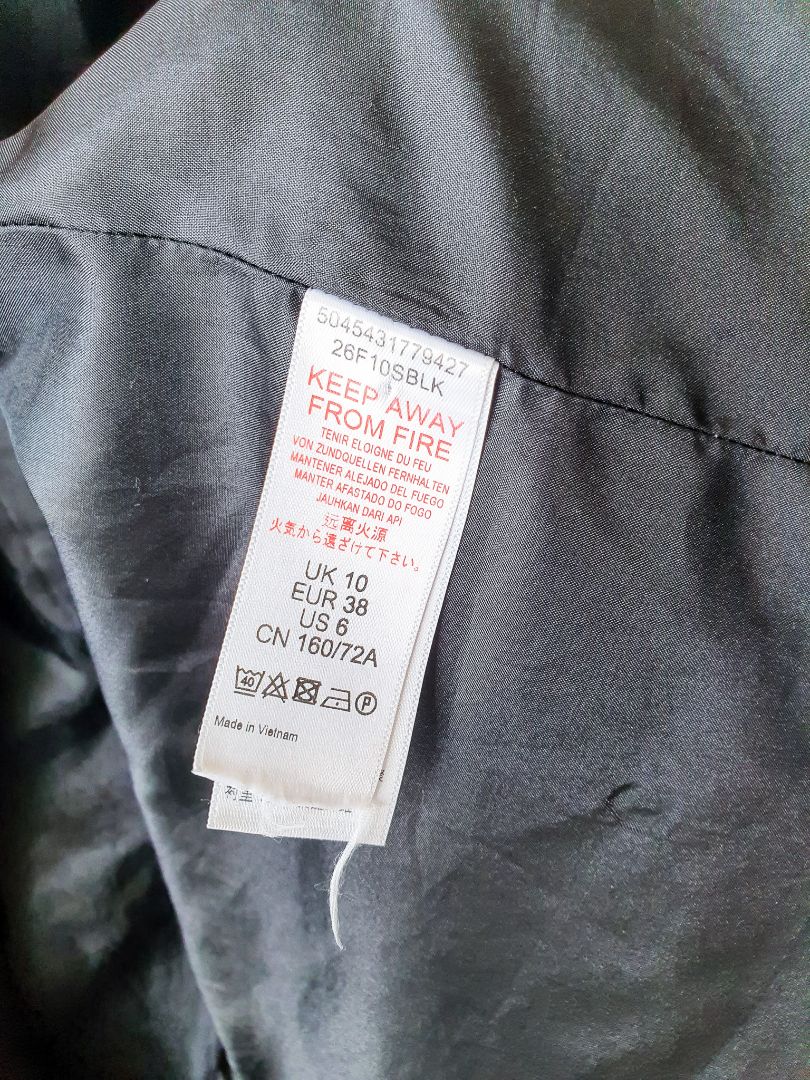 5045431779427
26F10SBLK
KEEP AWAY
FROM FIRE
TENIR ELOIGNE DU FEU
VON ZUNDQUELLEN FERNHALTEN
MANTENER ALEJADO DEL FUEGO
MANTER AFASTADO DO FOGO
JAUHKAN DARI API
远离火源
火気から遠ざけて下さい。
UK 10
EUR 38
US 6
CN 160/72A
40 P
Made in Vietnam